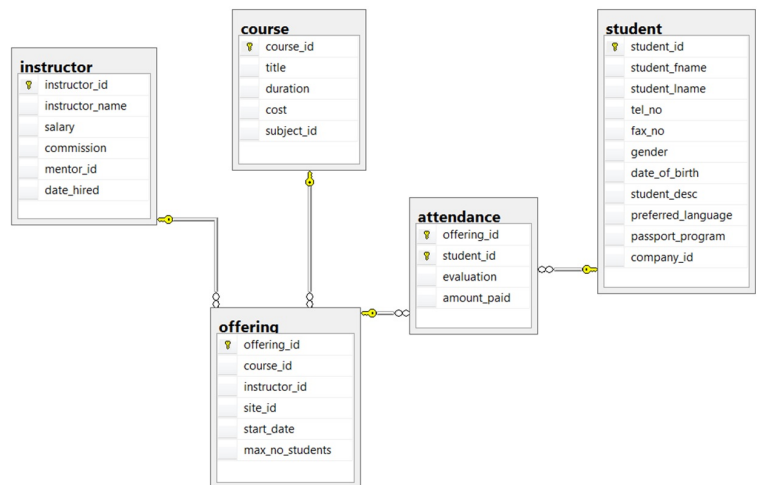 instructor
instructor_id
instructor_name
salary
commission
mentor_id
date_hired
course
course_id
title
duration
cost
subject_id
student
student_id
student_fname
student_lname
tel_no
fax_no
gender
date_of_birth
student_desc
preferred_language
passport_program
company_id
attendance
offering_id
student_id
evaluation
amount_paid
offering
offering_id
course_id
instructor_id
site_id
start_date
max_no_students